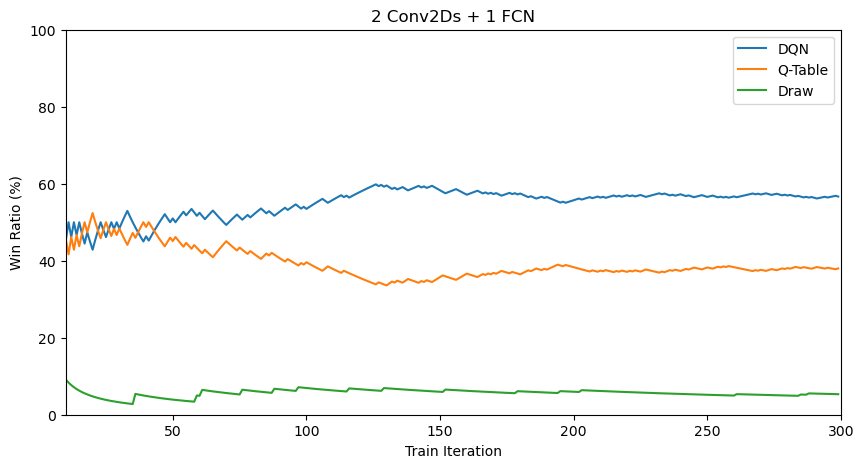 2 Conv2Ds + 1 FCN
DQN
Q-Table
Draw
Win Ratio (%)
100
80
60
40
20
0
50
100
150
200
250
300
Train Iteration